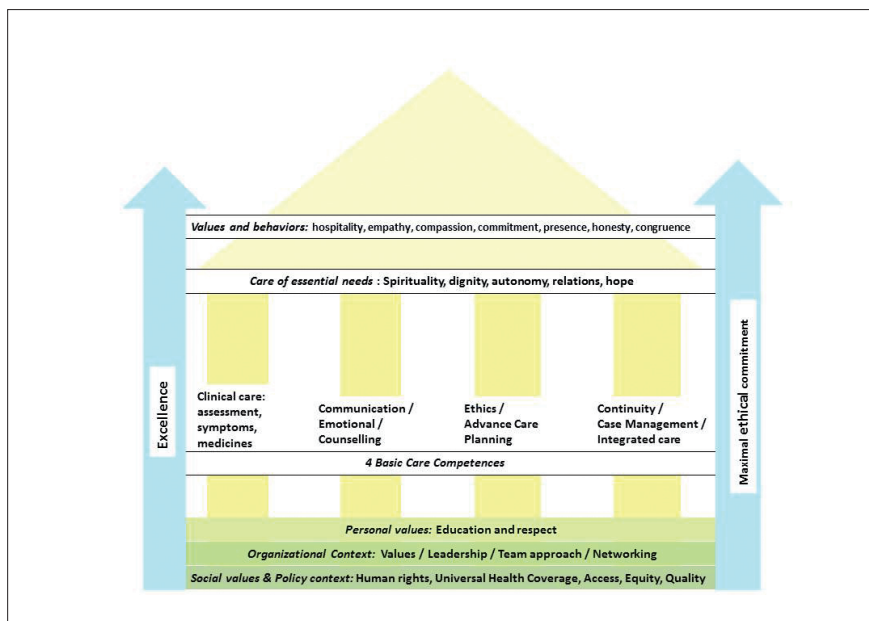 Values and behaviors: hospitality, empathy, compassion, commitment, presence, honesty, congruence
Care of essential needs : Spirituality, dignity, autonomy, relations, hope
Excellence
Maximal ethical commitment
Clinical care:
assessment,
symptoms,
medicines
Communication /
Emotional /
Counselling
Ethics /
Advance Care
Planning
Continuity /
Case Management /
Integrated care
4 Basic Care Competences
Personal values: Education and respect
Organizational Context: Values / Leadership / Team approach / Networking
Social values & Policy context: Human rights, Universal Health Coverage, Access, Equity, Quality